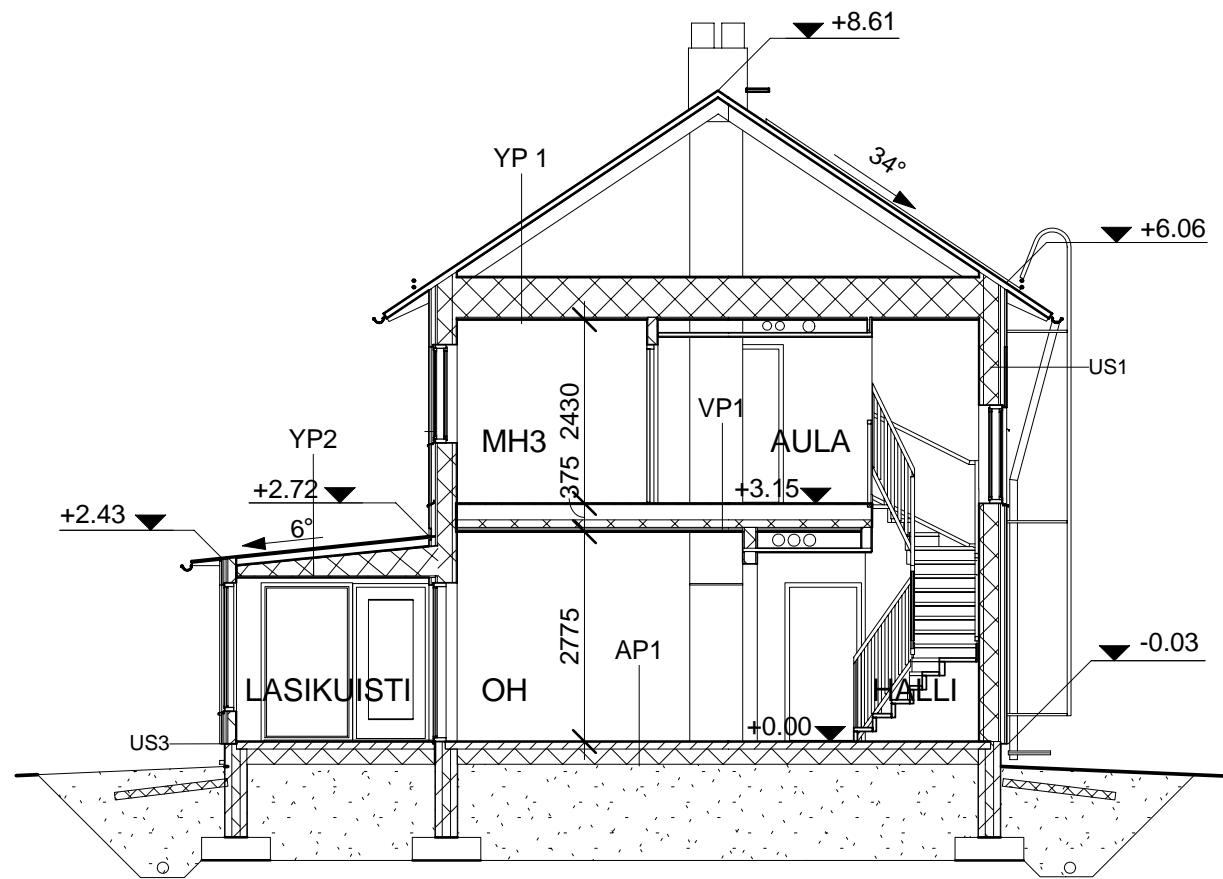 +8.61
YP 1
34°
+6.06
US1
2430
VP1
MH3
AULA
YP2
375
+3.15
+2.72
+2.43
6°
2775
AP1
-0.03
LASIKUISTI
OH
HALLI
+0.00
US3